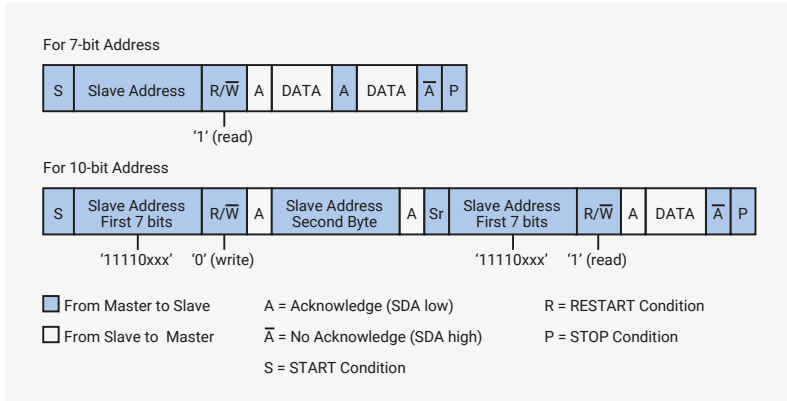 For 7-bit Address
S Slave Address R/W̅ A DATA A DATA A̅ P
‘1’ (read)
For 10-bit Address
S Slave Address First 7 bits R/W̅ A Slave Address Second Byte A Sr Slave Address First 7 bits R/W̅ A DATA A̅ P
‘11110xxx’ ‘0’ (write) ‘11110xxx’ ‘1’ (read)
From Master to Slave A = Acknowledge (SDA low) R = RESTART Condition
From Slave to Master A̅ = No Acknowledge (SDA high) P = STOP Condition
S = START Condition